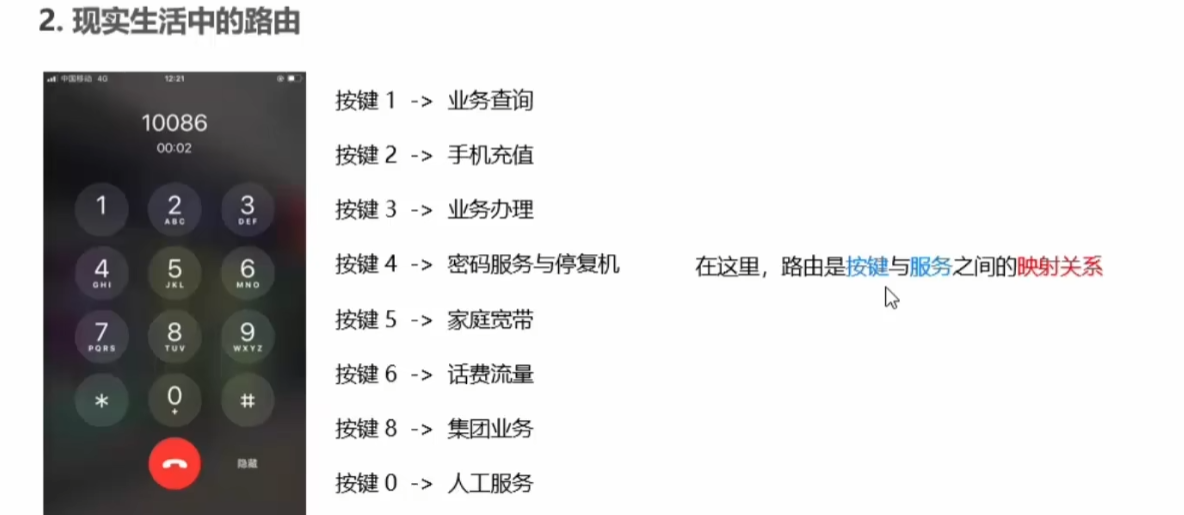 2. 现实生活中的路由
中国移动 4G 12:21
10086
00:02
1 2 3
ABC DEF
4 5 6
GHI JKL MNO
7 8 9
PQRS TUV WXYZ
* 0 #
+
隐藏
按键 1 -> 业务查询
按键 2 -> 手机充值
按键 3 -> 业务办理
按键 4 -> 密码服务与停复机
按键 5 -> 家庭宽带
按键 6 -> 话费流量
按键 8 -> 集团业务
按键 0 -> 人工服务
在这里，路由是按键与服务之间的映射关系